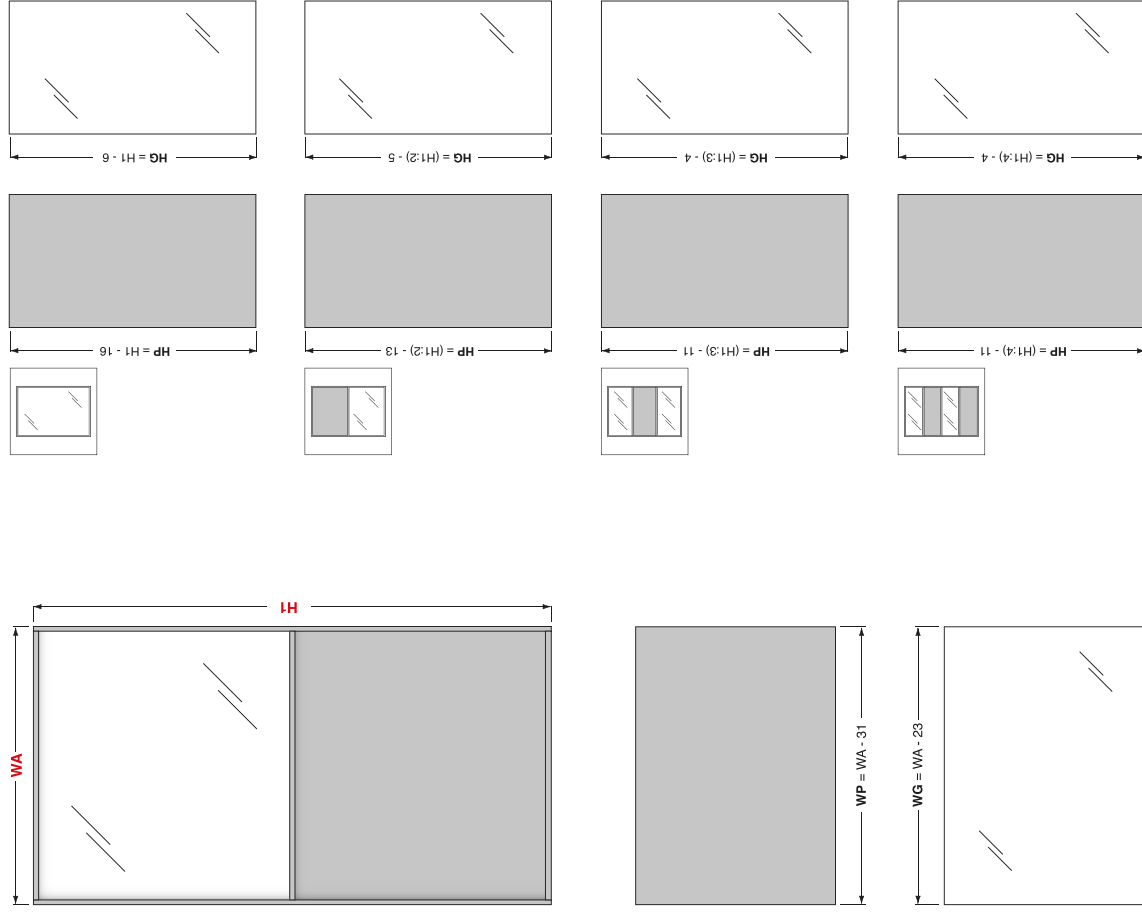 HG = H1 - 6
HG = (H1:2) - 5
HG = (H1:3) - 4
HG = (H1:4) - 4
HP = H1 - 16
HP = (H1:2) - 13
HP = (H1:3) - 11
HP = (H1:4) - 11
H1
WA
WP = WA - 31
WG = WA - 23